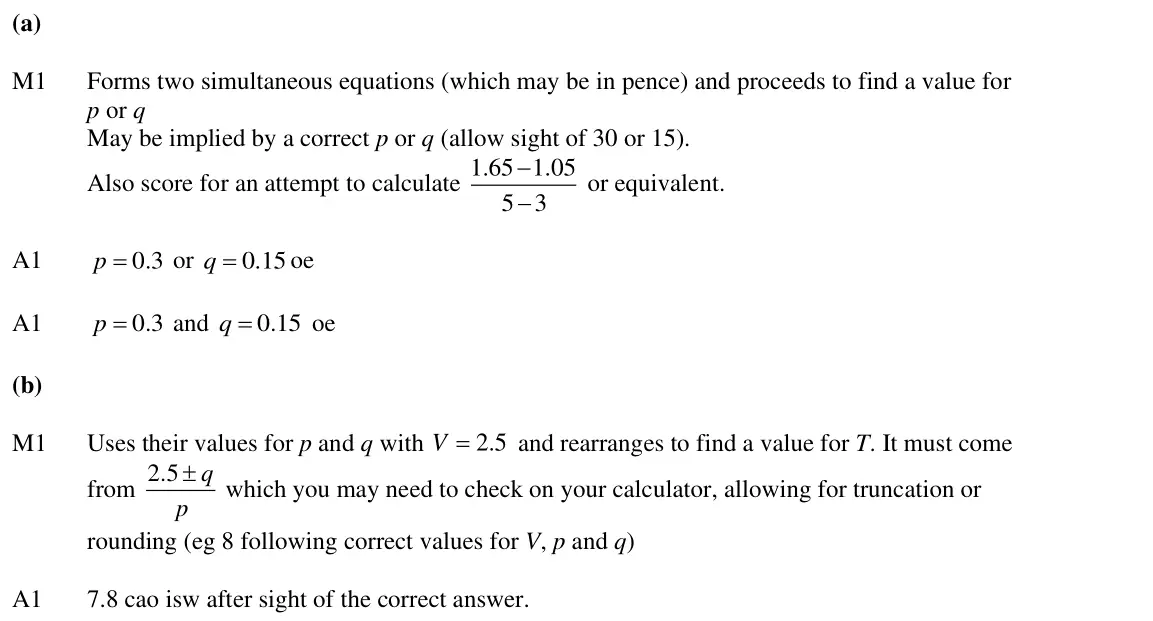 (a)
M1 Forms two simultaneous equations (which may be in pence) and proceeds to find a value for
p or q
May be implied by a correct p or q (allow sight of 30 or 15).
Also score for an attempt to calculate \frac{1.65-1.05}{5-3} or equivalent.
A1 p = 0.3 or q = 0.15 oe
A1 p = 0.3 and q = 0.15 oe
(b)
M1 Uses their values for p and q with V = 2.5 and rearranges to find a value for T. It must come
from \frac{2.5 ± q}{p} which you may need to check on your calculator, allowing for truncation or
rounding (eg 8 following correct values for V, p and q)
A1 7.8 cao isw after sight of the correct answer.